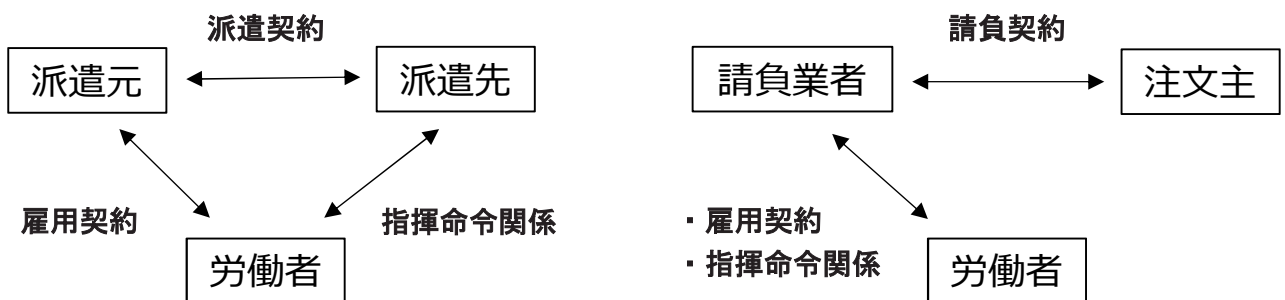 派遣契約
派遣元
派遣先
雇用契約
指揮命令関係
労働者
請負契約
請負業者
注文主
・雇用契約
・指揮命令関係
労働者